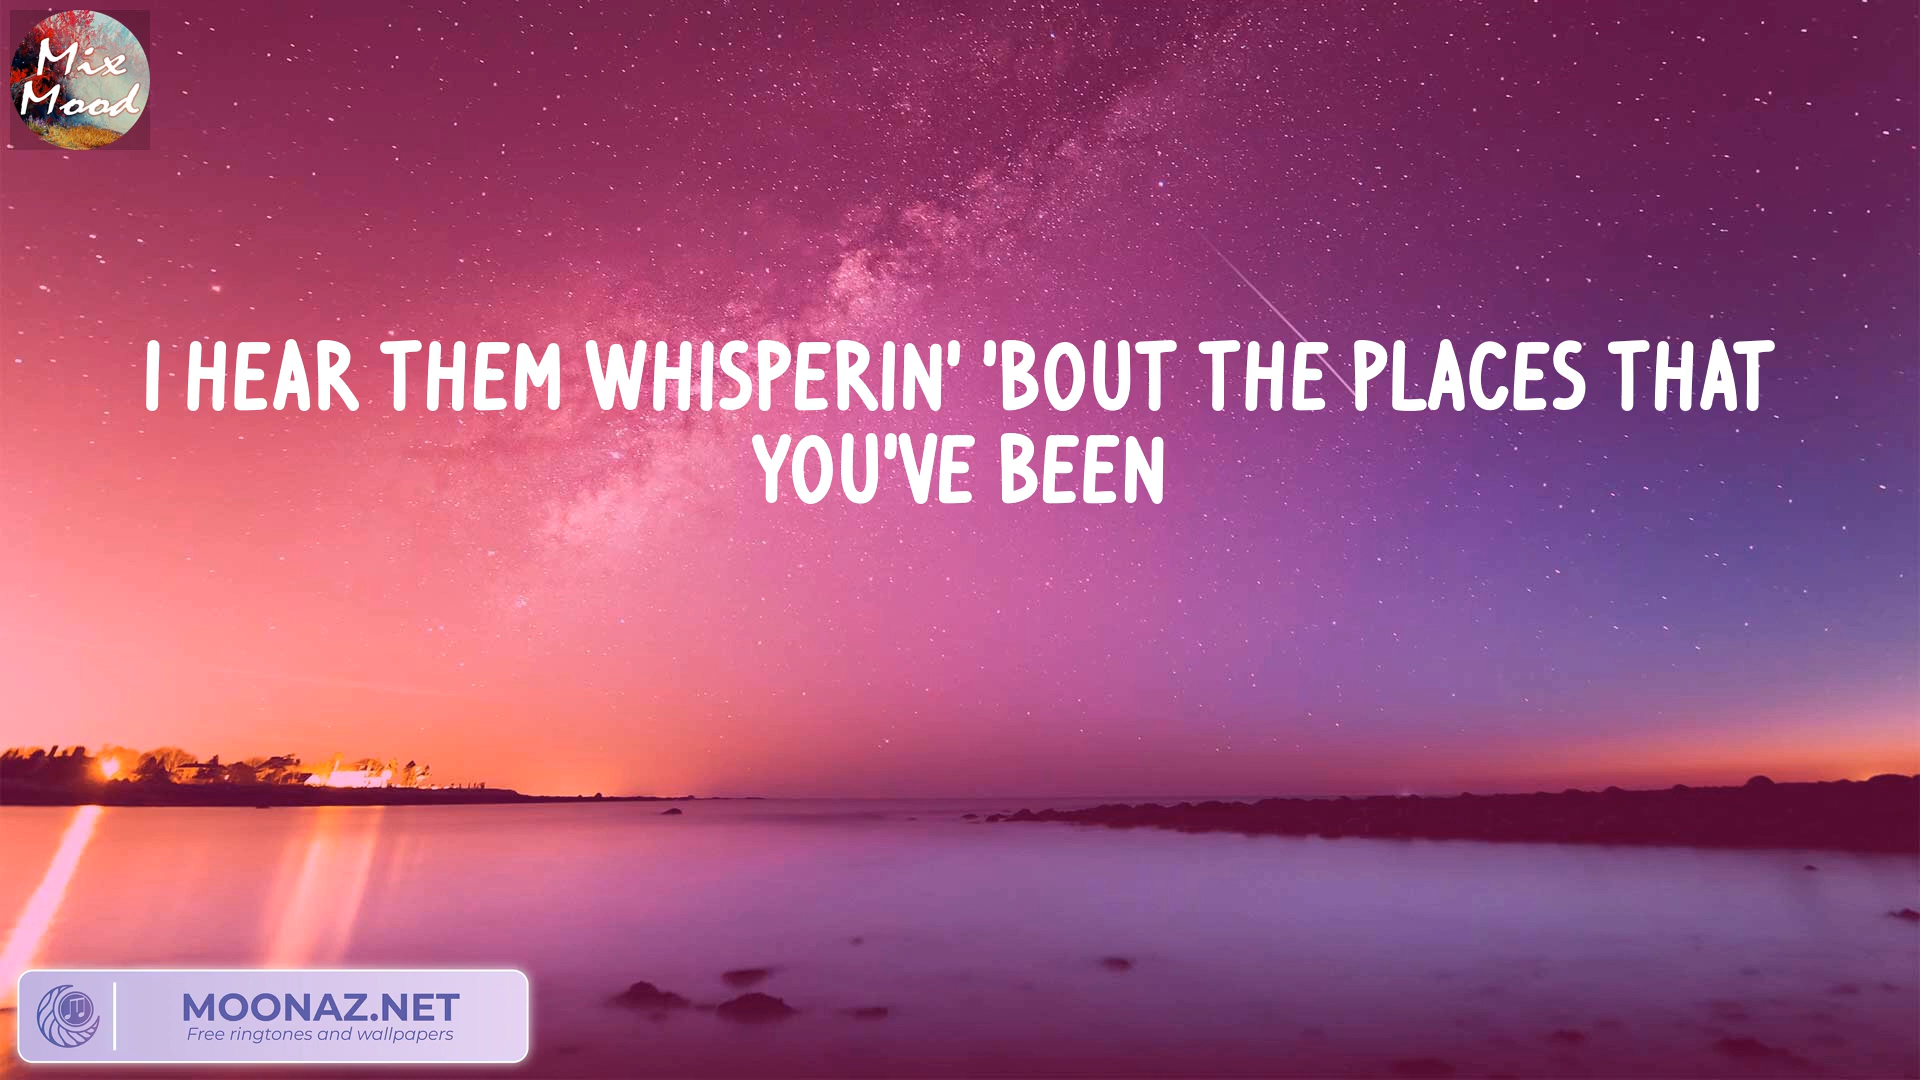 Mix
Mood
I HEAR THEM WHISPERIN' 'BOUT THE PLACES THAT
YOU'VE BEEN
MOONAZ.NET
Free ringtones and wallpapers